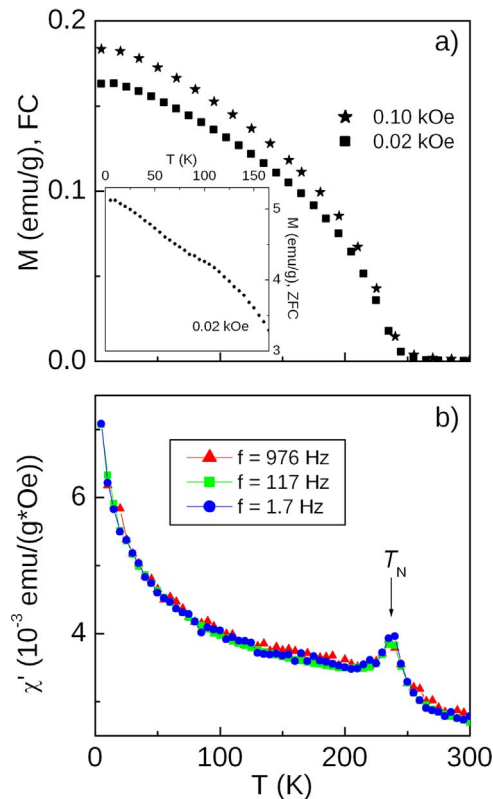 0.2
a)
0.10 kOe
0.02 kOe
M (emu/g), FC
0.1
0.0
T (K)
0 50 100 150
5
4
3
M (emu/g), ZFC
0.02 kOe
b)
f = 976 Hz
f = 117 Hz
f = 1.7 Hz
T_N
χ' (10⁻³ emu/(g*Oe))
6
4
0 100 200 300
T (K)